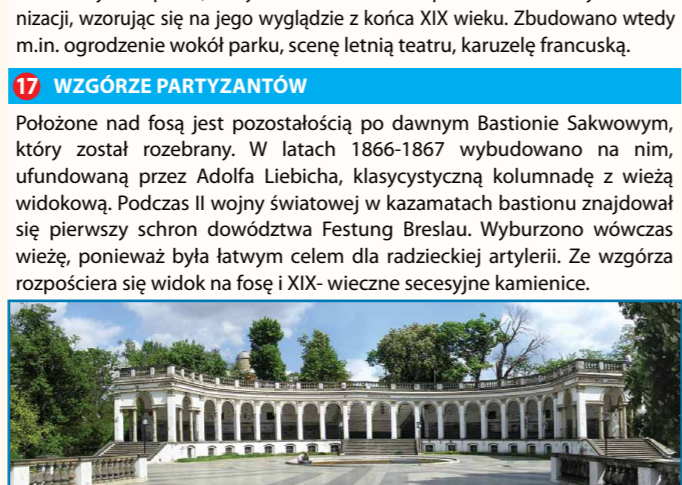 nizacji, wzorując się na jego wyglądzie z końca XIX wieku. Zbudowano wtedy
m.in. ogrodzenie wokół parku, scenę letnią teatru, karuzelę francuską.
17 WZGÓRZE PARTYZANTÓW
Położone nad fosą jest pozostałością po dawnym Bastionie Sakwowym,
który został rozebrany. W latach 1866-1867 wybudowano na nim,
ufundowaną przez Adolfa Liebicha, klasycystyczną kolumnadę z wieżą
widokową. Podczas II wojny światowej w kazamatach bastionu znajdował
się pierwszy schron dowództwa Festung Breslau. Wyburzono wówczas
wieżę, ponieważ była łatwym celem dla radzieckiej artylerii. Ze wzgórza
rozpościera się widok na fosę i XIX- wieczne secesyjne kamienice.